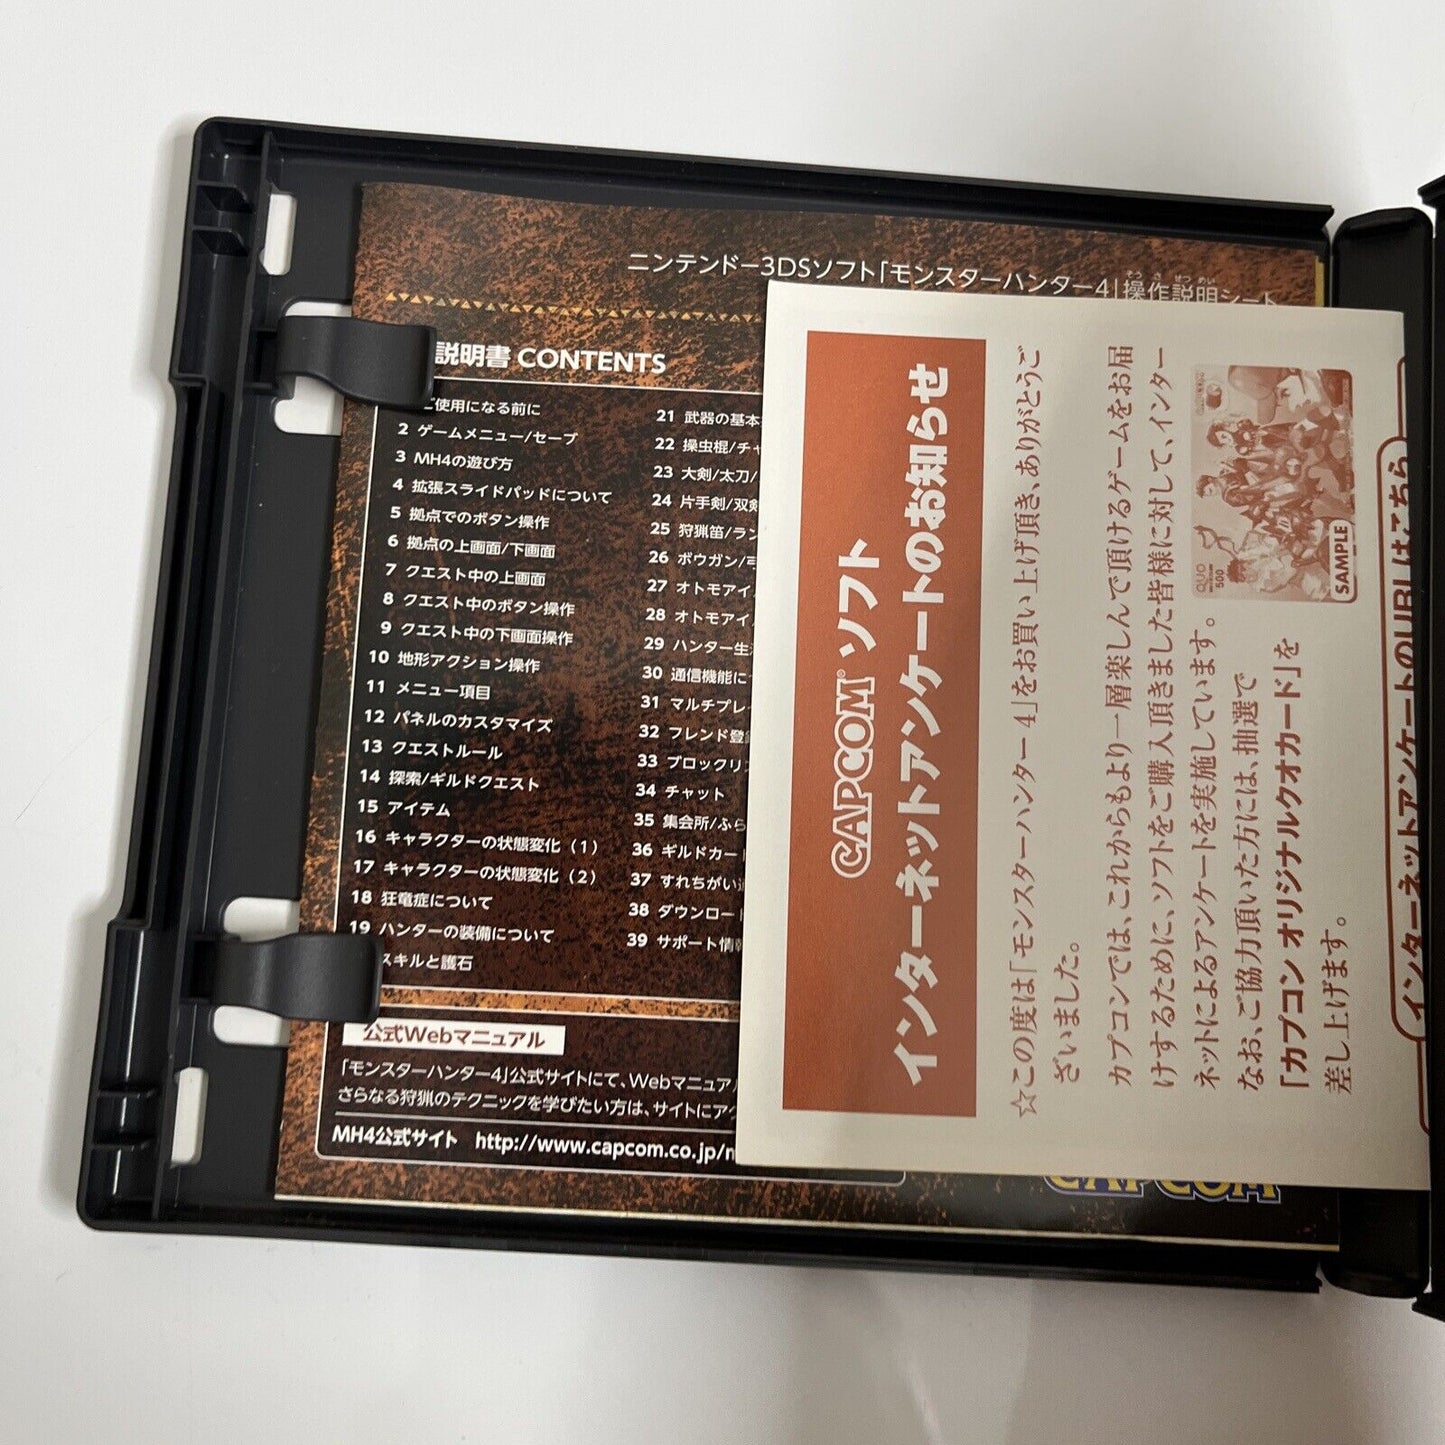 ニンテンドー3DSソフト「モンスターハンター4」操作説明シート
説明書 CONTENTS
ご使用になる前に
2 ゲームメニュー/セーブ
3 MH4の遊び方
4 拡張スライドパッドについて
5 拠点でのボタン操作
6 拠点の上画面/下画面
7 クエスト中の上画面
8 クエスト中のボタン操作
9 クエスト中の下画面操作
10 地形アクション操作
11 メニュー項目
12 パネルのカスタマイズ
13 クエストルール
14 探索/ギルドクエスト
15 アイテム
16 キャラクターの状態変化（1）
17 キャラクターの状態変化（2）
18 狂竜症について
19 ハンターの装備について
スキルと護石
21 武器の基本
22 操虫棍/チャ
23 大剣/太刀/
24 片手剣/双剣
25 狩猟笛/ラン
26 ボウガン/弓
27 オトモアイ
28 オトモアイ
29 ハンター生
30 通信機能に
31 マルチプレ
32 フレンド登録
33 ブロックリ
34 チャット
35 集会所/ふら
36 ギルドカー
37 すれちがい
38 ダウンロード
39 サポート情報
公式Webマニュアル
「モンスターハンター4」公式サイトにて、Webマニュア
さらなる狩猟のテクニックを学びたい方は、サイトにア
MH4公式サイト http://www.capcom.co.jp/
CAPCOM
CAPCOM® ソフト
インターネットアンケートのお知らせ
☆この度は「モンスターハンター 4」をお買い上げ頂き、ありがとうご
ざいました。
カプコンでは、これからもより一層楽しんで頂けるゲームをお届
けするために、ソフトをご購入頂きました皆様に対して、インター
ネットによるアンケートを実施しています。
なお、ご協力頂いた方には、抽選で
「カプコン オリジナルクオカード」を
差し上げます。
QUO
500
SAMPLE
インターネットアンケートのURLはこちら